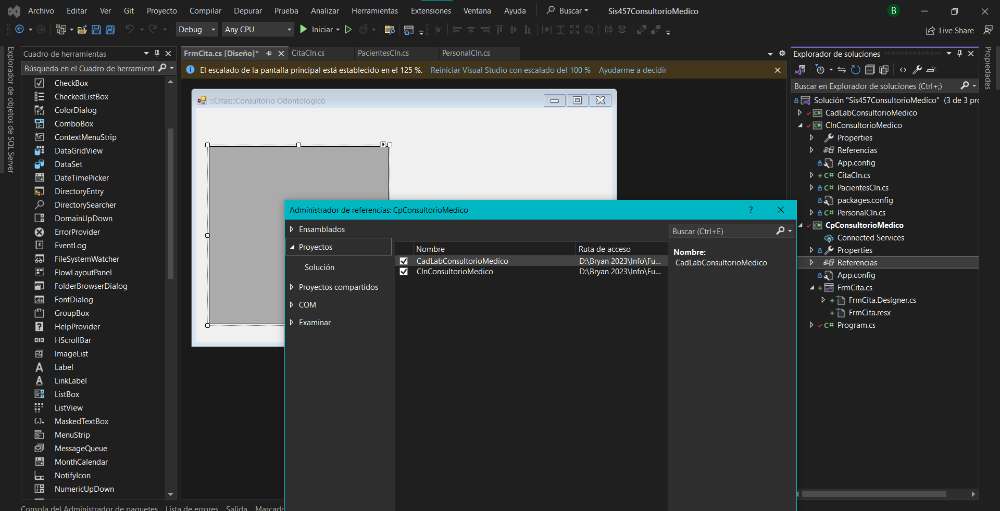 Archivo Editar Ver Git Proyecto Compilar Depurar Prueba Analizar Herramientas Extensiones Ventana Ayuda Buscar Sis457ConsultorioMedico B
Debug Any CPU Iniciar Live Share
Explorador de objetos de SQL Server
Cuadro de herramientas
Búsqueda en el Cuadro de herramient
CheckBox
CheckedListBox
ColorDialog
ComboBox
ContextMenuStrip
DataGridView
DataSet
DateTimePicker
DirectoryEntry
DirectorySearcher
DomainUpDown
ErrorProvider
EventLog
FileSystemWatcher
FlowLayoutPanel
FolderBrowserDialog
FontDialog
GroupBox
HelpProvider
HScrollBar
ImageList
Label
LinkLabel
ListBox
ListView
MaskedTextBox
MenuStrip
MessageQueue
MonthCalendar
NotifyIcon
NumericUpDown
FrmCita.cs [Diseño]* CitaCln.cs PacientesCln.cs PersonalCln.cs
El escalado de la pantalla principal está establecido en el 125 %. Reiniciar Visual Studio con escalado del 100 % Ayudarme a decidir
:::Citas:::Consultorio Odontologico
Administrador de referencias: CpConsultorioMedico ?
Ensamblados
Proyectos
Solución
Proyectos compartidos
COM
Examinar
Buscar (Ctrl+E)
Nombre Ruta de acceso
CadLabConsultorioMedico D:\Bryan 2023\Info\Fu...
ClnConsultorioMedico D:\Bryan 2023\Info\Fu...
Nombre:
CadLabConsultorioMedico
Explorador de soluciones
Buscar en Explorador de soluciones (Ctrl+;)
Solución "Sis457ConsultorioMedico" (3 de 3 pr
CadLabConsultorioMedico
ClnConsultorioMedico
Properties
Referencias
App.config
C# CitaCln.cs
C# PacientesCln.cs
packages.config
C# PersonalCln.cs
CpConsultorioMedico
Connected Services
Properties
Referencias
App.config
FrmCita.cs
FrmCita.Designer.cs
FrmCita.resx
C# Program.cs
Propiedades
Consola del Administrador de paquetes Lista de errores Salida Marcado